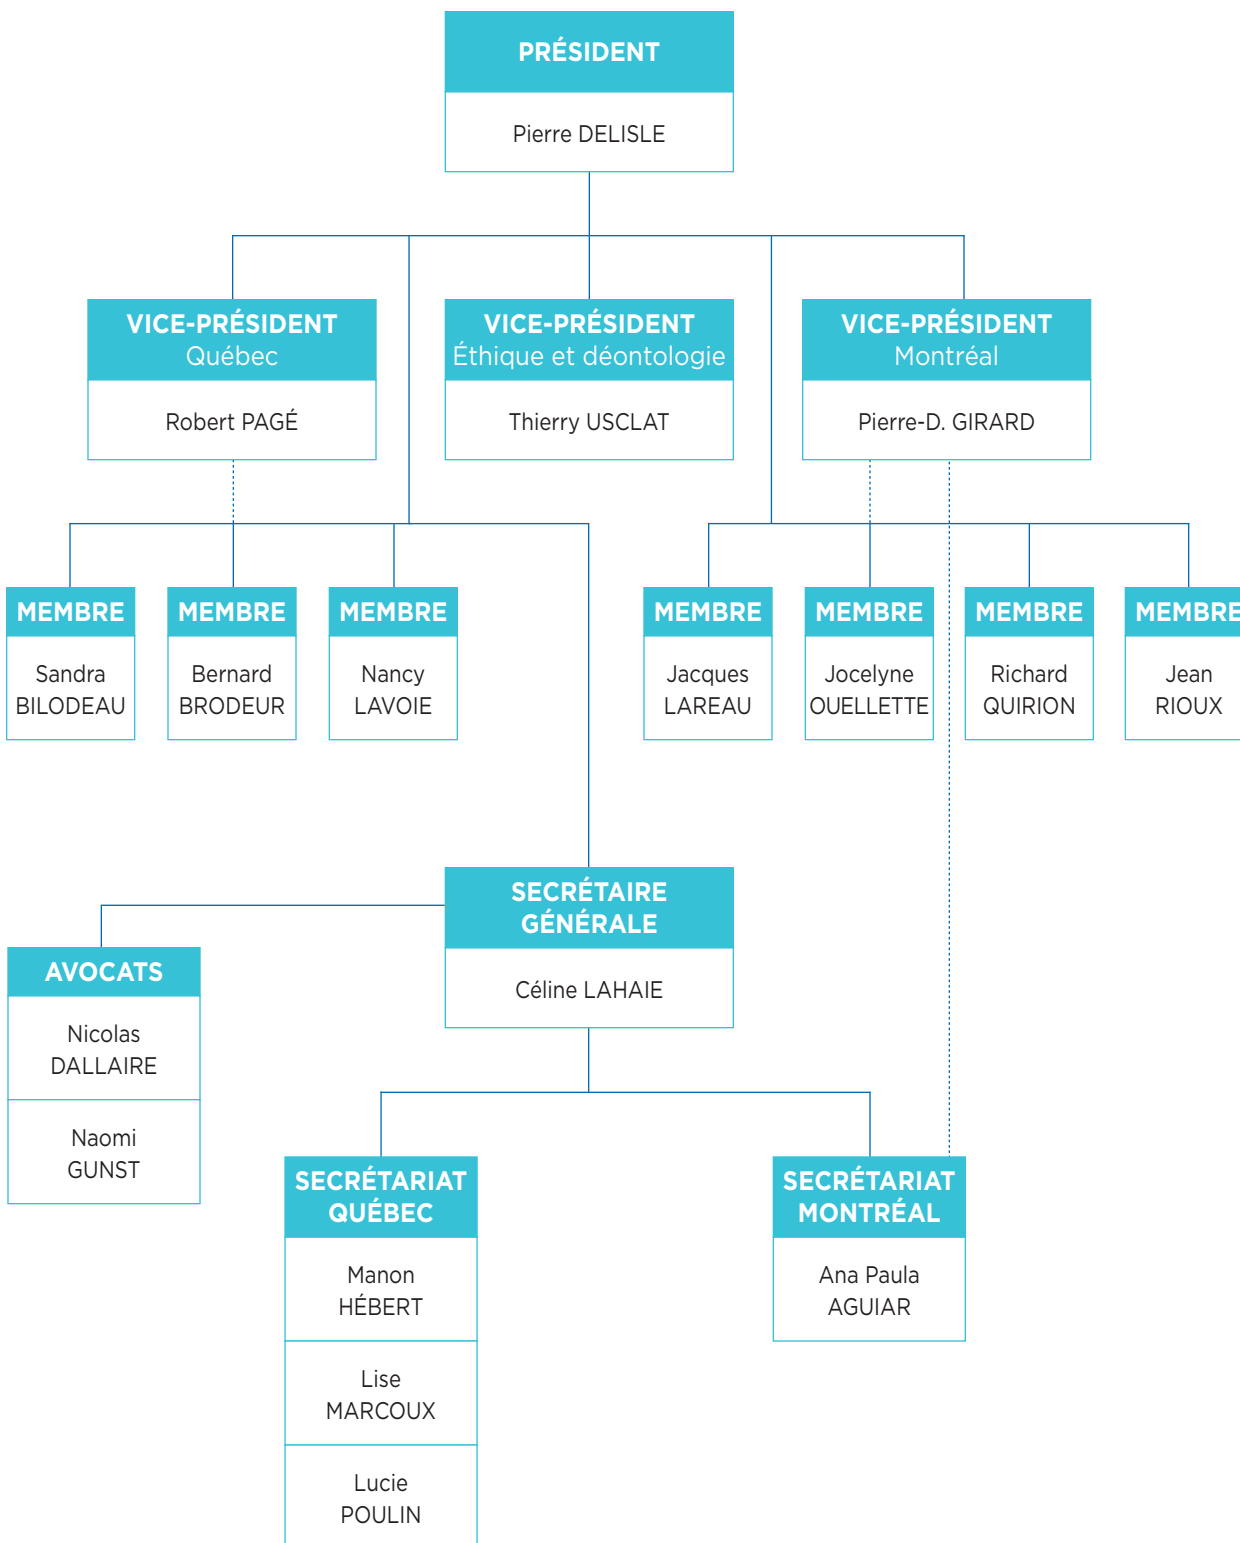 PRÉSIDENT
Pierre DELISLE
VICE-PRÉSIDENT
Québec
Robert PAGÉ
VICE-PRÉSIDENT
Éthique et déontologie
Thierry USCLAT
VICE-PRÉSIDENT
Montréal
Pierre-D. GIRARD
MEMBRE
Sandra
BILODEAU
MEMBRE
Bernard
BRODEUR
MEMBRE
Nancy
LAVOIE
MEMBRE
Jacques
LAREAU
MEMBRE
Jocelyne
OUELLETTE
MEMBRE
Richard
QUIRION
MEMBRE
Jean
RIOUX
SECRÉTAIRE
GÉNÉRALE
Céline LAHAIE
AVOCATS
Nicolas
DALLAIRE
Naomi
GUNST
SECRÉTARIAT
QUÉBEC
Manon
HÉBERT
Lise
MARCOUX
Lucie
POULIN
SECRÉTARIAT
MONTRÉAL
Ana Paula
AGUIAR